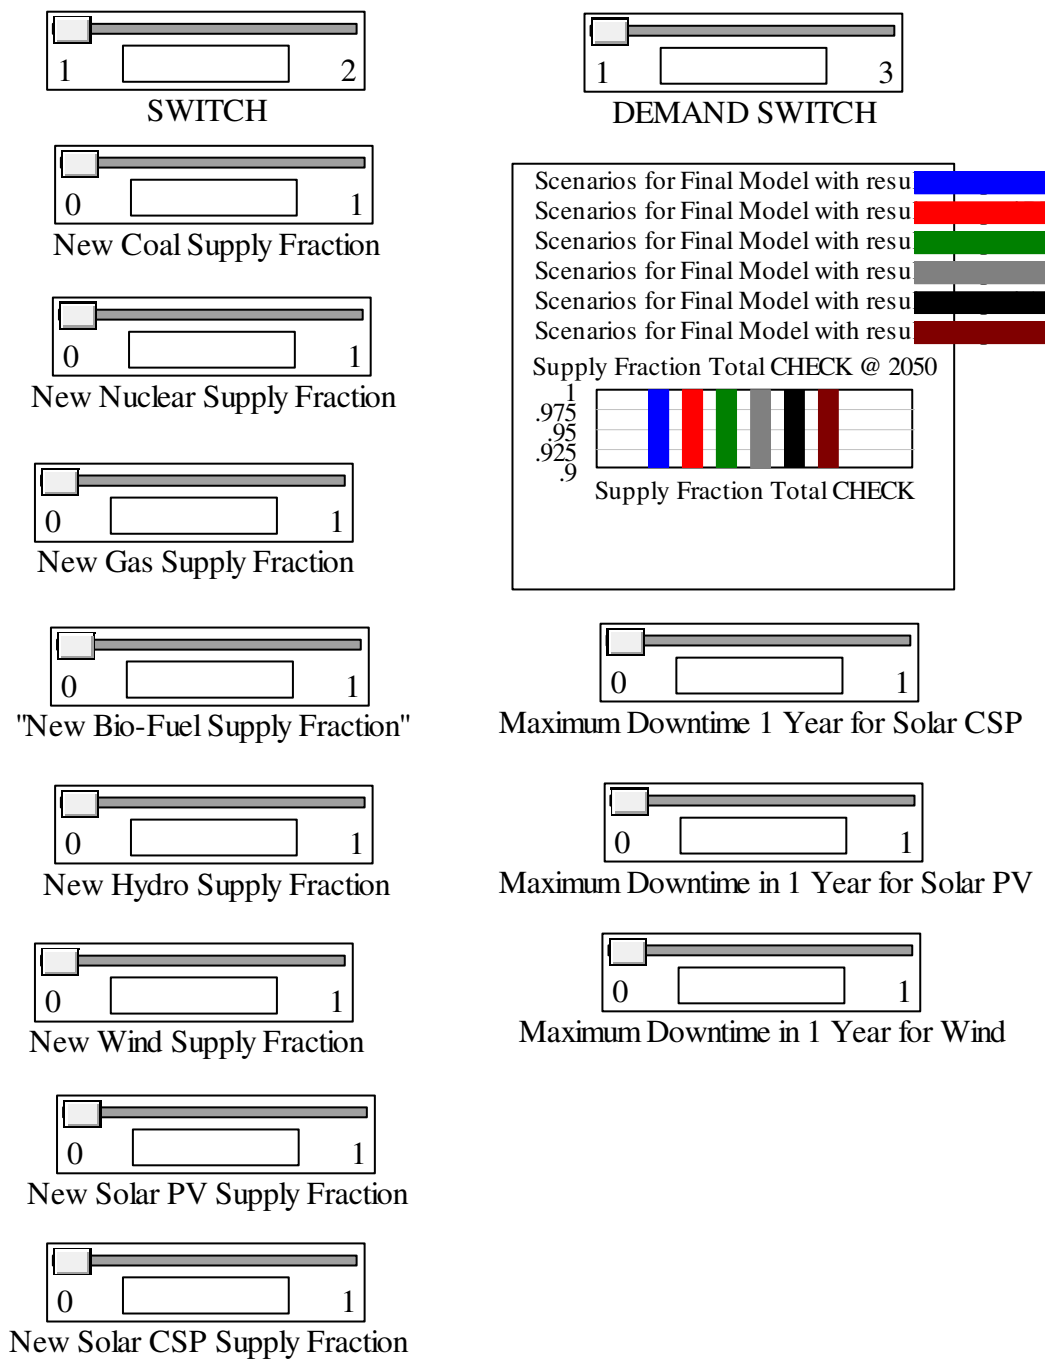 1 2
SWITCH
0 1
New Coal Supply Fraction
0 1
New Nuclear Supply Fraction
0 1
New Gas Supply Fraction
0 1
"New Bio-Fuel Supply Fraction"
0 1
New Hydro Supply Fraction
0 1
New Wind Supply Fraction
0 1
New Solar PV Supply Fraction
0 1
New Solar CSP Supply Fraction
1 3
DEMAND SWITCH
Scenarios for Final Model with
Scenarios for Final Model with
Scenarios for Final Model with
Scenarios for Final Model with
Scenarios for Final Model with
Scenarios for Final Model with
Supply Fraction Total CHECK @ 2050
1
.975
.95
.925
.9
Supply Fraction Total CHECK
0 1
Maximum Downtime 1 Year for Solar CSP
0 1
Maximum Downtime in 1 Year for Solar PV
0 1
Maximum Downtime in 1 Year for Wind